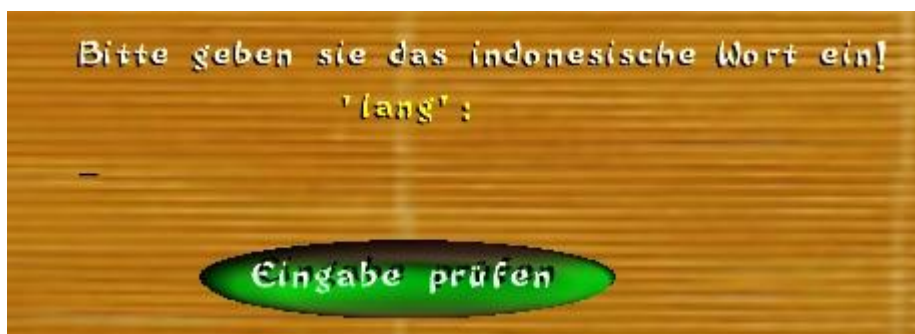 Bitte geben sie das indonesische Wort ein!
'lang':
Eingabe prüfen